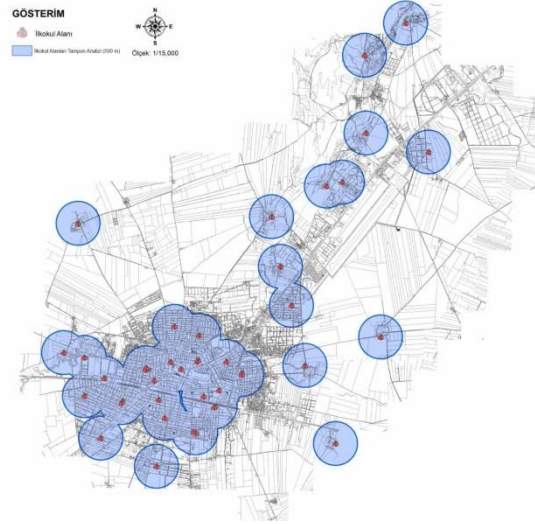 GÖSTERİM
İlkokul Alanı
İlkokul Alanları Tampon Analizi (500 m)
N
W
E
S
Ölçek: 1/15,000